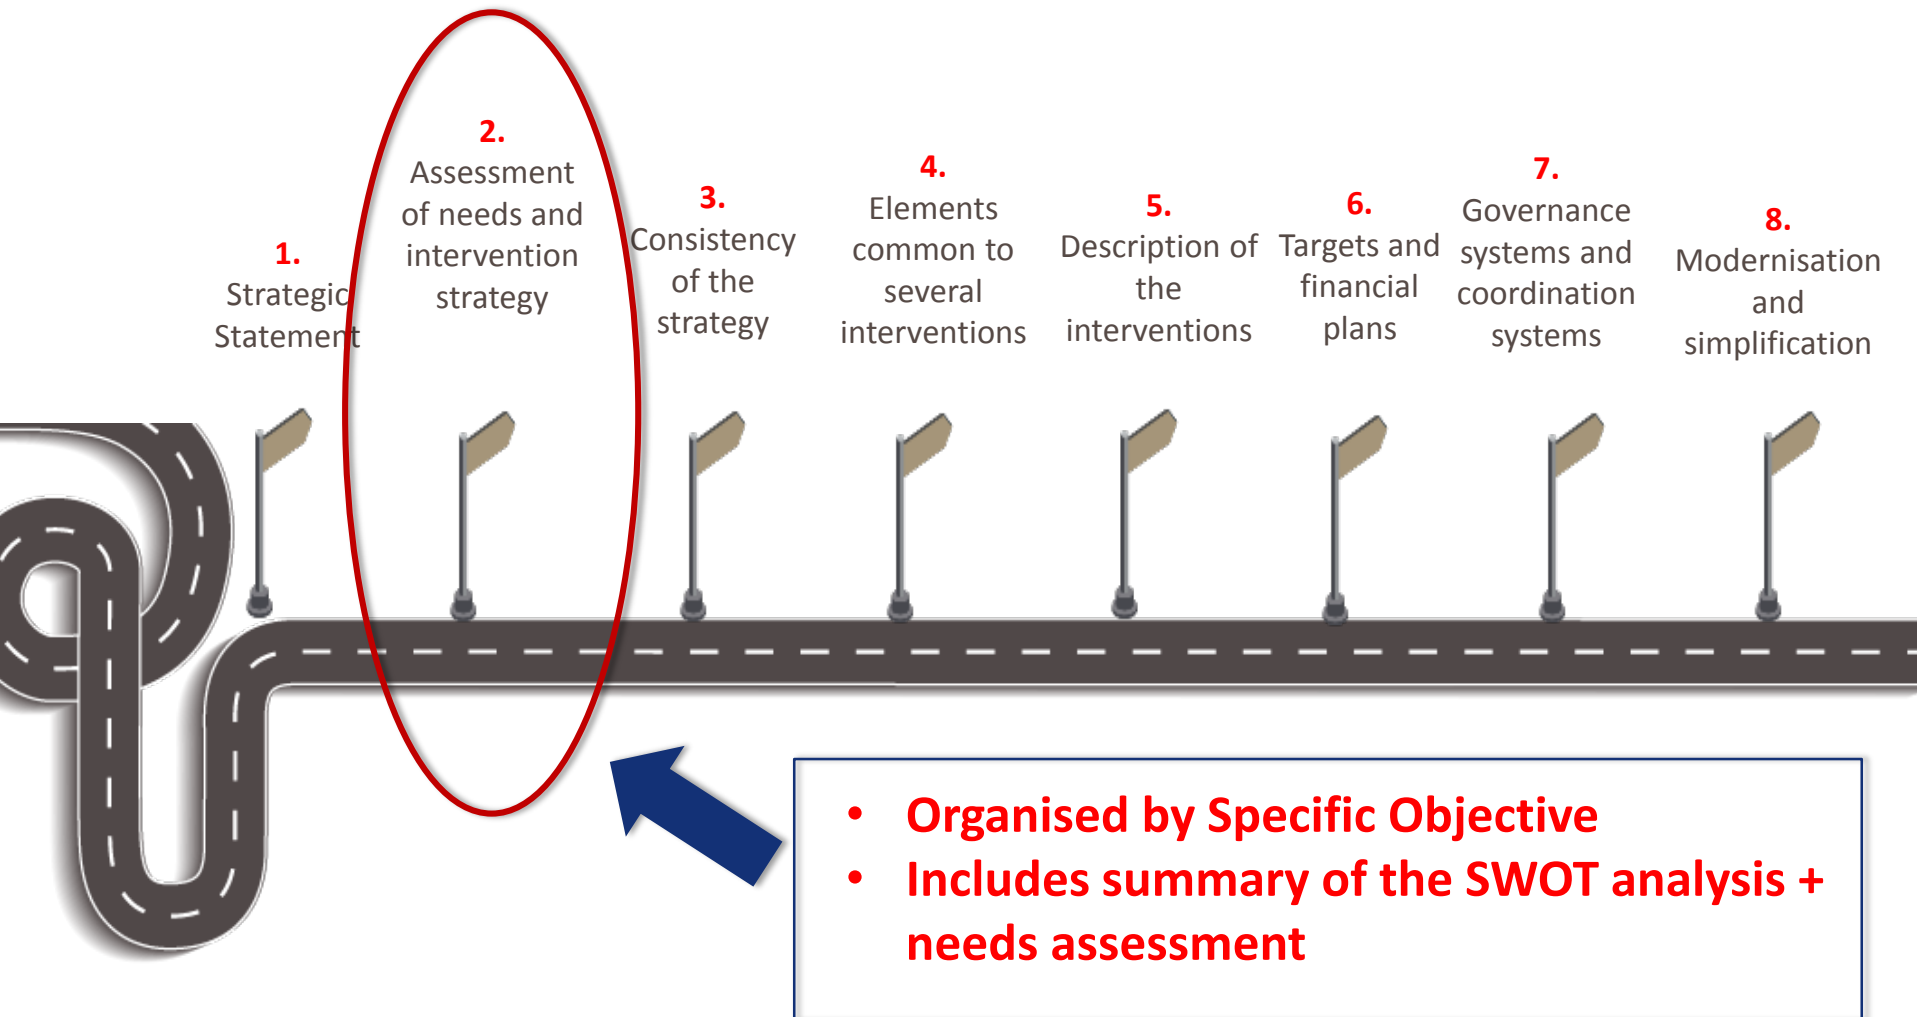 1.
Strategic
Statement
2.
Assessment
of needs and
intervention
strategy
3.
Consistency
of the
strategy
4.
Elements
common to
several
interventions
5.
Description of
the
interventions
6.
Targets and
financial
plans
7.
Governance
systems and
coordination
systems
8.
Modernisation
and
simplification
• Organised by Specific Objective
• Includes summary of the SWOT analysis +
needs assessment